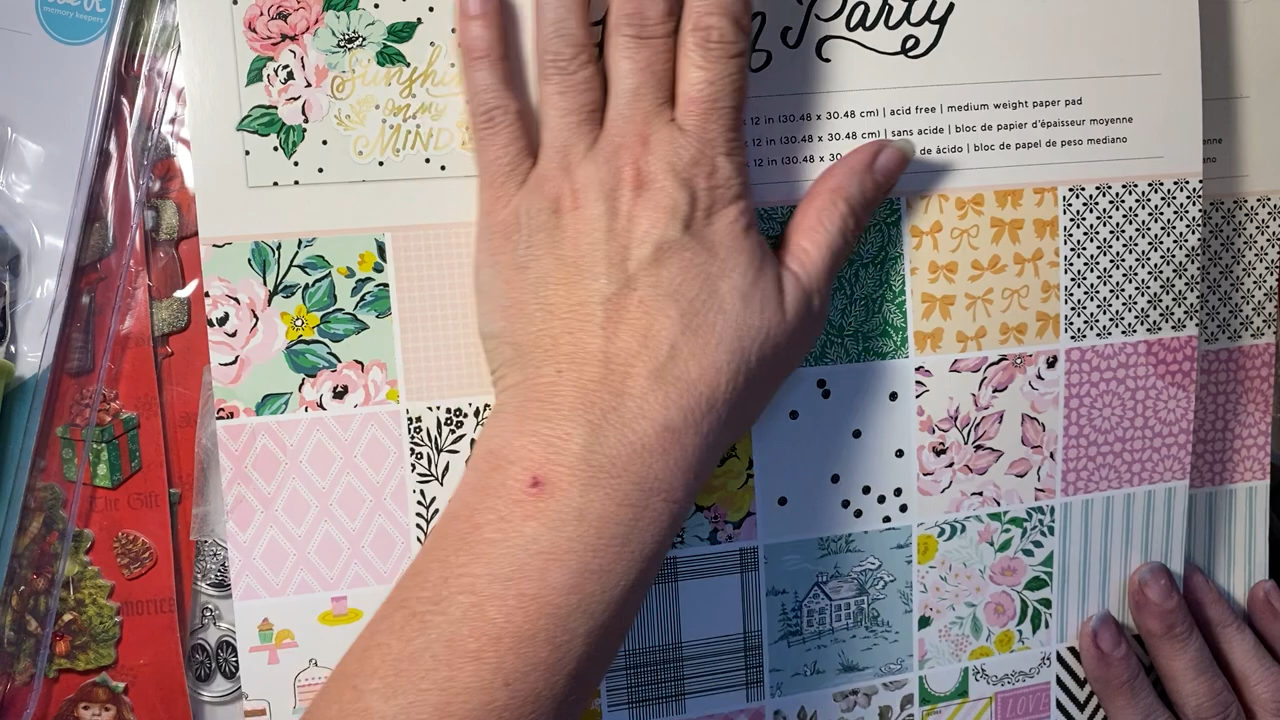 memory keepers
Party
Sunshi
on my
MIND
12 in (30.48 x 30.48 cm) | acid free | medium weight paper pad
12 in (30.48 x 30.48 cm) | sans acide | bloc de papier d'épaisseur moyenne
12 in (30.48 x 30 de ácido | bloc de papel de peso mediano
The Gift
LOVE